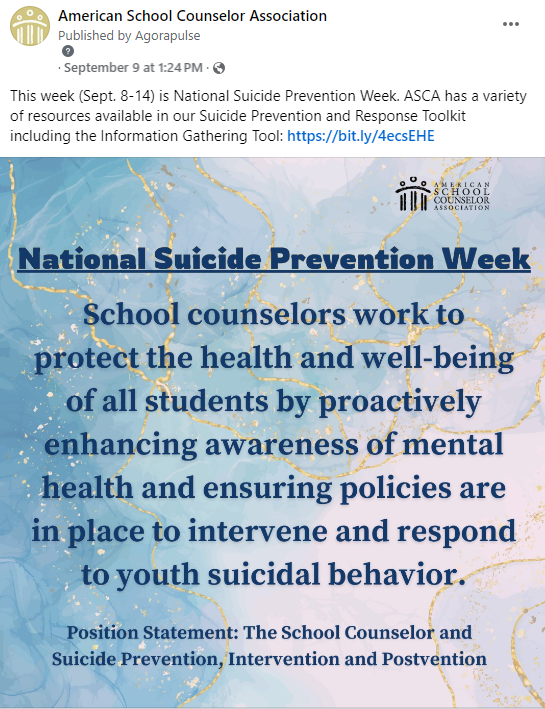 American School Counselor Association
Published by Agorapulse
?
· September 9 at 1:24 PM ·
This week (Sept. 8-14) is National Suicide Prevention Week. ASCA has a variety
of resources available in our Suicide Prevention and Response Toolkit
including the Information Gathering Tool: https://bit.ly/4ecsEHE
AMERICAN
SCHOOL
COUNSELOR
ASSOCIATION
National Suicide Prevention Week
School counselors work to
protect the health and well-being
of all students by proactively
enhancing awareness of mental
health and ensuring policies are
in place to intervene and respond
to youth suicidal behavior.
Position Statement: The School Counselor and
Suicide Prevention, Intervention and Postvention